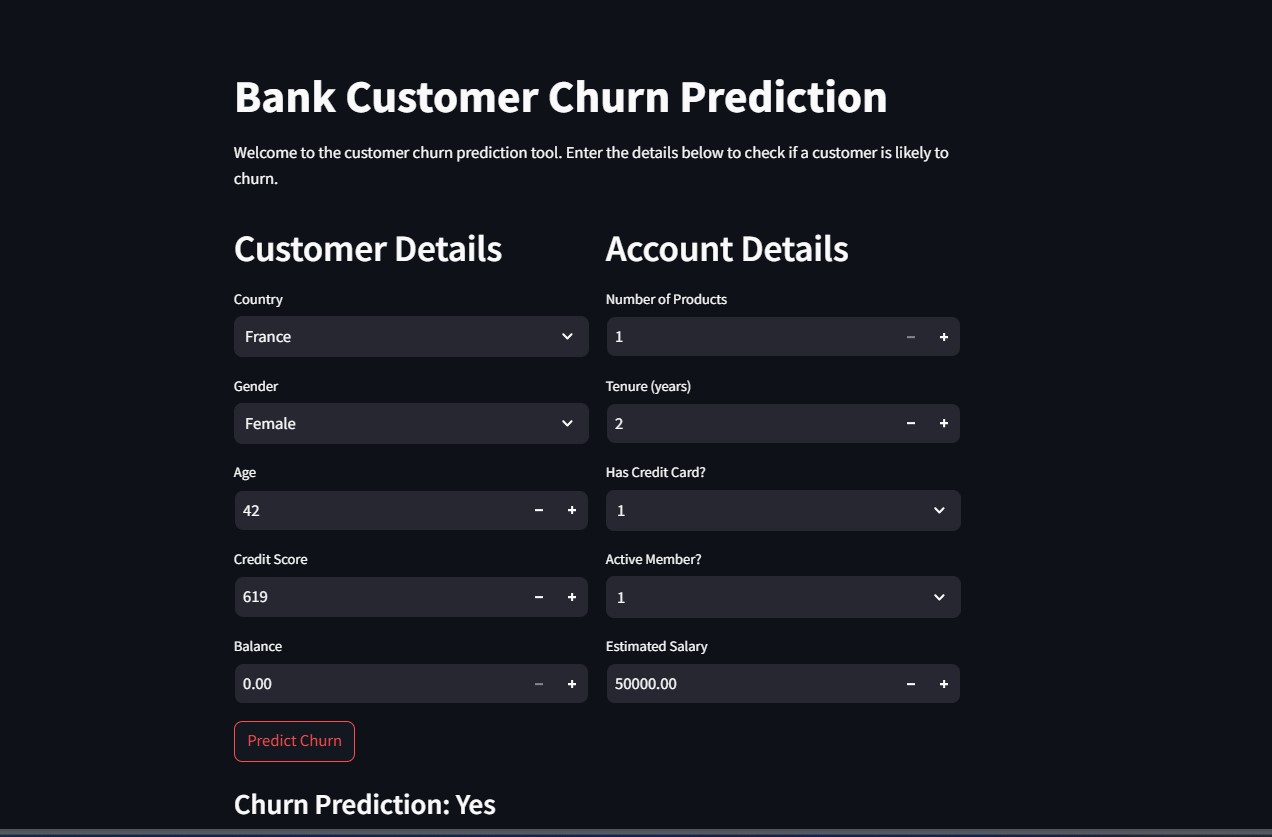 Bank Customer Churn Prediction
Welcome to the customer churn prediction tool. Enter the details below to check if a customer is likely to
churn.
Customer Details
Country
France
Gender
Female
Age
42
Credit Score
619
Balance
0.00
Account Details
Number of Products
1
Tenure (years)
2
Has Credit Card?
1
Active Member?
1
Estimated Salary
50000.00
Predict Churn
Churn Prediction: Yes